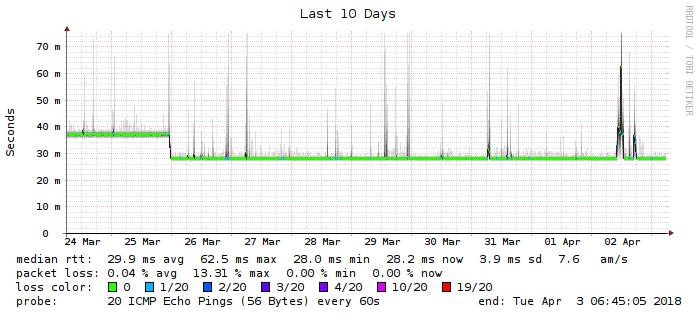 Last 10 Days
RRDTOOL / TOBI OETIKER
Seconds
70 m
60 m
50 m
40 m
30 m
20 m
10 m
0
24 Mar 25 Mar 26 Mar 27 Mar 28 Mar 29 Mar 30 Mar 31 Mar 01 Apr 02 Apr
median rtt: 29.9 ms avg 62.5 ms max 28.0 ms min 28.2 ms now 3.9 ms sd 7.6 am/s
packet loss: 0.04 % avg 13.31 % max 0.00 % min 0.00 % now
loss color: 0 1/20 2/20 3/20 4/20 10/20 19/20
probe: 20 ICMP Echo Pings (56 Bytes) every 60s end: Tue Apr 3 06:45:05 2018